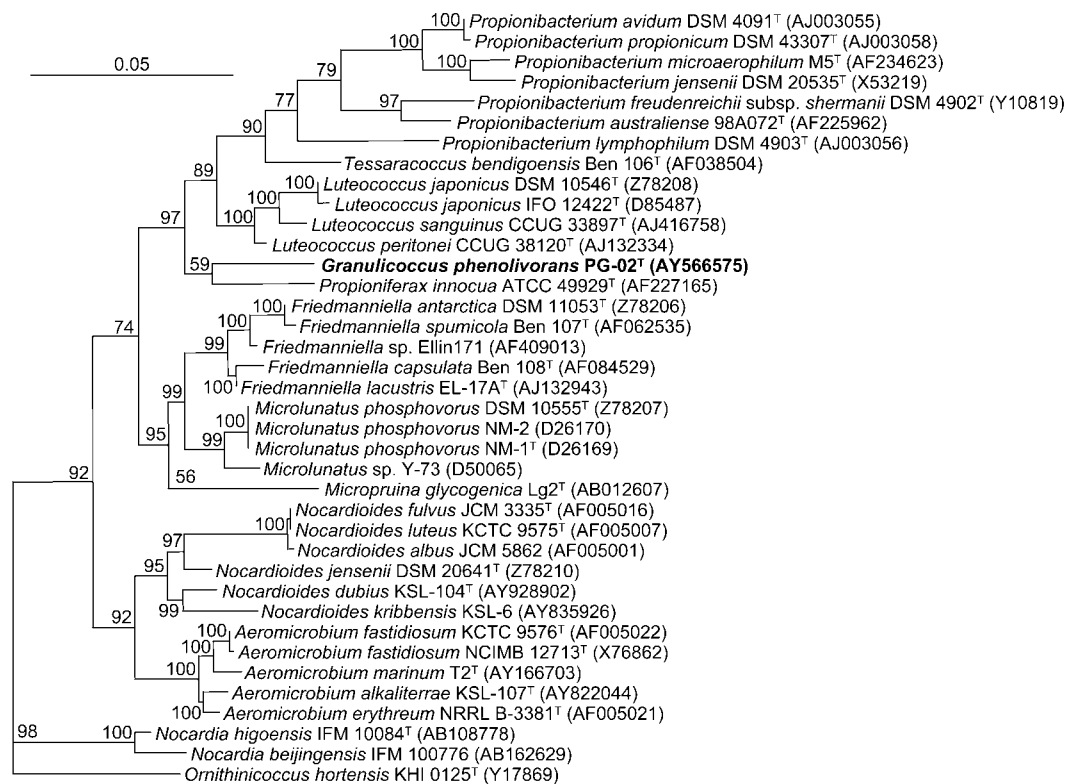 100 Propionibacterium avidum DSM 4091ᵀ (AJ003055)
100 Propionibacterium propionicum DSM 43307ᵀ (AJ003058)
0.05 100 Propionibacterium microaerophilum M5ᵀ (AF234623)
79 Propionibacterium jensenii DSM 20535ᵀ (X53219)
97 Propionibacterium freudenreichii subsp. shermanii DSM 4902ᵀ (Y10819)
77 Propionibacterium australiense 98A072ᵀ (AF225962)
90 Propionibacterium lymphophilum DSM 4903ᵀ (AJ003056)
Tessaracoccus bendigoensis Ben 106ᵀ (AF038504)
89 100 Luteococcus japonicus DSM 10546ᵀ (Z78208)
100 Luteococcus japonicus IFO 12422ᵀ (D85487)
97 100 Luteococcus sanguinus CCUG 33897ᵀ (AJ416758)
Luteococcus peritonei CCUG 38120ᵀ (AJ132334)
59 Granulicoccus phenolivorans PG-02ᵀ (AY566575)
Propioniferax innocua ATCC 49929ᵀ (AF227165)
100 Friedmanniella antarctica DSM 11053ᵀ (Z78206)
74 100 Friedmanniella spumicola Ben 107ᵀ (AF062535)
99 Friedmanniella sp. Ellin171 (AF409013)
Friedmanniella capsulata Ben 108ᵀ (AF084529)
99 100 Friedmanniella lacustris EL-17Aᵀ (AJ132943)
100 Microlunatus phosphovorus DSM 10555ᵀ (Z78207)
95 Microlunatus phosphovorus NM-2 (D26170)
99 Microlunatus phosphovorus NM-1ᵀ (D26169)
Microlunatus sp. Y-73 (D50065)
92 56 Micropruina glycogenica Lg2ᵀ (AB012607)
Nocardioides fulvus JCM 3335ᵀ (AF005016)
100 Nocardioides luteus KCTC 9575ᵀ (AF005007)
97 Nocardioides albus JCM 5862 (AF005001)
95 Nocardioides jensenii DSM 20641ᵀ (Z78210)
Nocardioides dubius KSL-104ᵀ (AY928902)
92 99 Nocardioides kribbensis KSL-6 (AY835926)
100 Aeromicrobium fastidiosum KCTC 9576ᵀ (AF005022)
100 Aeromicrobium fastidiosum NCIMB 12713ᵀ (X76862)
100 Aeromicrobium marinum T2ᵀ (AY166703)
Aeromicrobium alkaliterrae KSL-107ᵀ (AY822044)
100 Aeromicrobium erythreum NRRL B-3381ᵀ (AF005021)
98 100 Nocardia higoensis IFM 10084ᵀ (AB108778)
Nocardia beijingensis IFM 100776 (AB162629)
Ornithinicoccus hortensis KHI 0125ᵀ (Y17869)